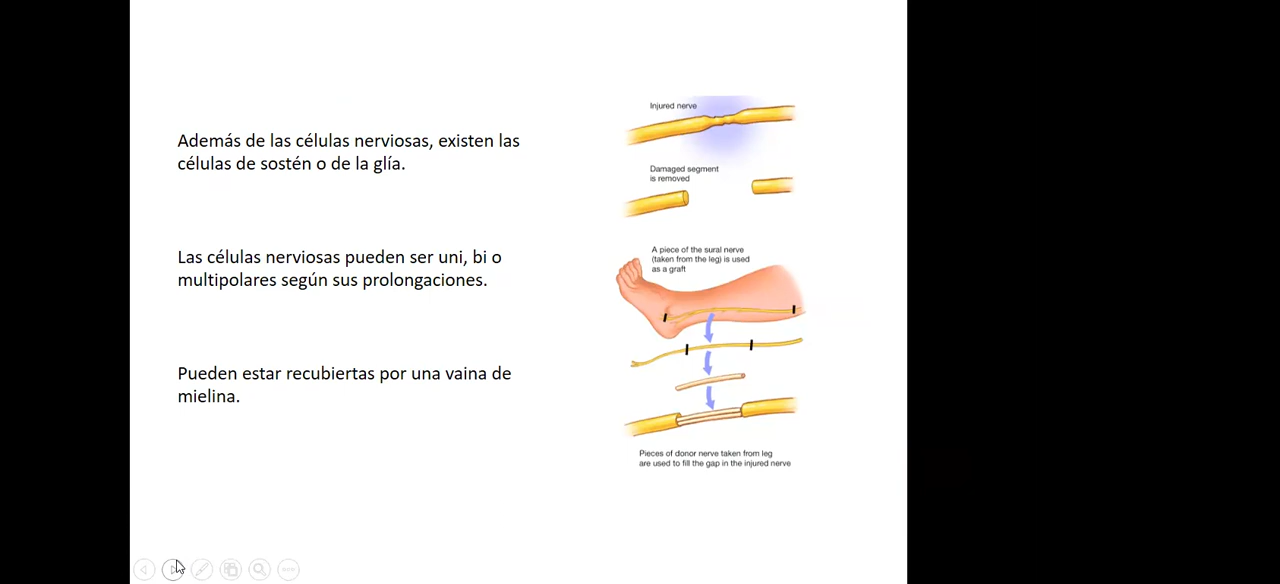 Además de las células nerviosas, existen las
células de sostén o de la glía.
Las células nerviosas pueden ser uni, bi o
multipolares según sus prolongaciones.
Pueden estar recubiertas por una vaina de
mielina.
Injured nerve
Damaged segment
is removed
A piece of the sural nerve
(taken from the leg) is used
as a graft
Pieces of donor nerve taken from leg
are used to fill the gap in the injured nerve